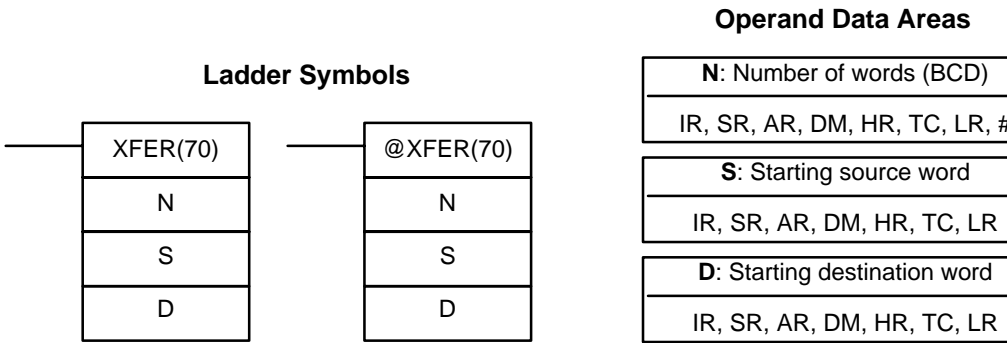 Operand Data Areas
Ladder Symbols
N: Number of words (BCD)
IR, SR, AR, DM, HR, TC, LR, #
S: Starting source word
IR, SR, AR, DM, HR, TC, LR
D: Starting destination word
IR, SR, AR, DM, HR, TC, LR
XFER(70)
N
S
D
@XFER(70)
N
S
D